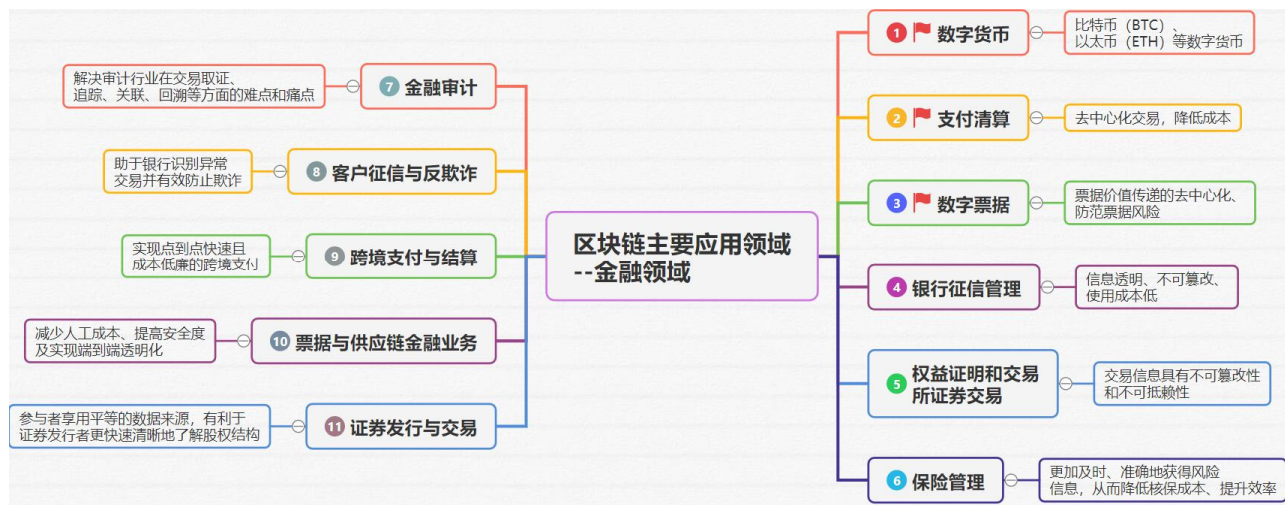 区块链主要应用领域
--金融领域
1 数字货币
比特币（BTC）、
以太币（ETH）等数字货币
2 支付清算
去中心化交易，降低成本
3 数字票据
票据价值传递的去中心化、
防范票据风险
4 银行征信管理
信息透明、不可篡改、
使用成本低
5 权益证明和交易
所证券交易
交易信息具有不可篡改性
和不可抵赖性
6 保险管理
更加及时、准确地获得风险
信息，从而降低核保成本、提升效率
7 金融审计
解决审计行业在交易取证、
追踪、关联、回溯等方面的难点和痛点
8 客户征信与反欺诈
助于银行识别异常
交易并有效防止欺诈
9 跨境支付与结算
实现点到点快速且
成本低廉的跨境支付
10 票据与供应链金融业务
减少人工成本、提高安全度
及实现端到端透明化
11 证券发行与交易
参与者享用平等的数据来源，有利于
证券发行者更快速清晰地了解股权结构